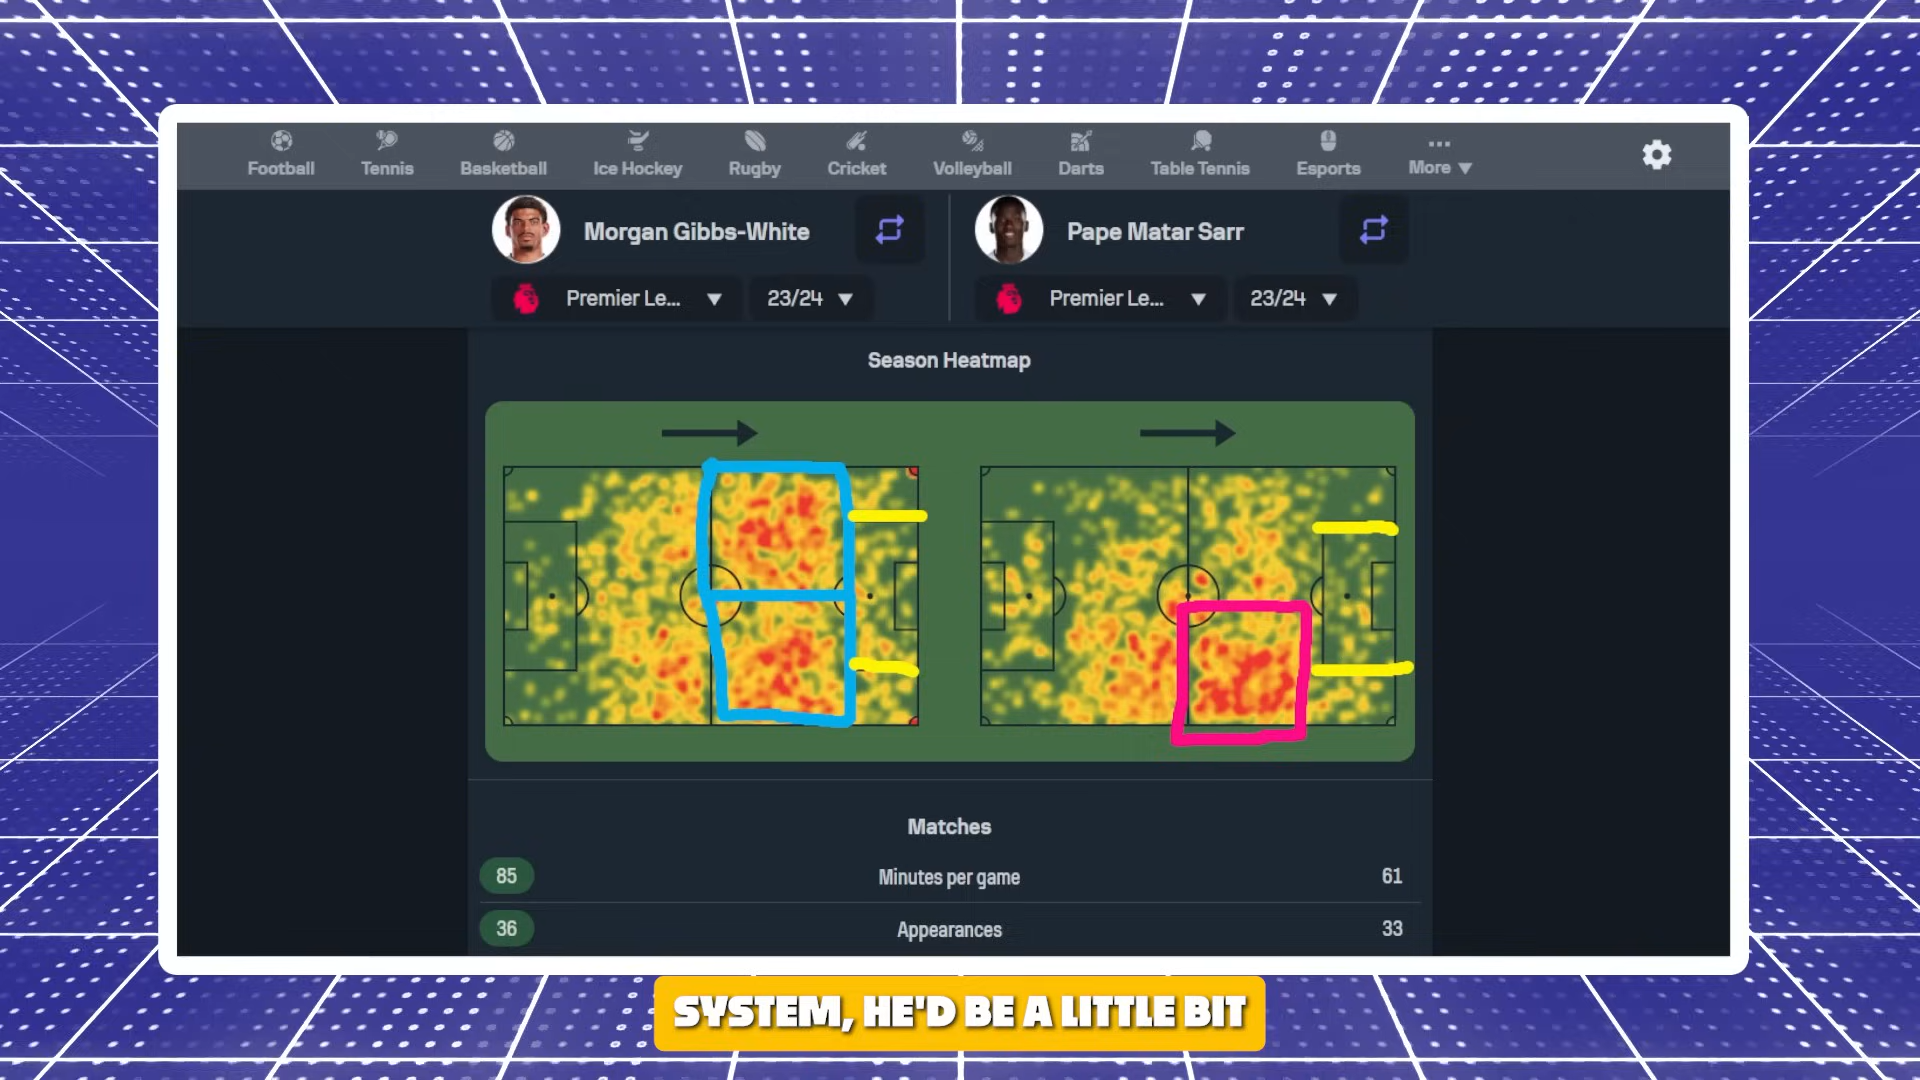 Football Tennis Basketball Ice Hockey Rugby Cricket Volleyball Darts Table Tennis Esports More
Morgan Gibbs-White Pape Matar Sarr
Premier Le... 23/24 Premier Le... 23/24
Season Heatmap
Matches
85 Minutes per game 61
36 Appearances 33
SYSTEM, HE'D BE A LITTLE BIT